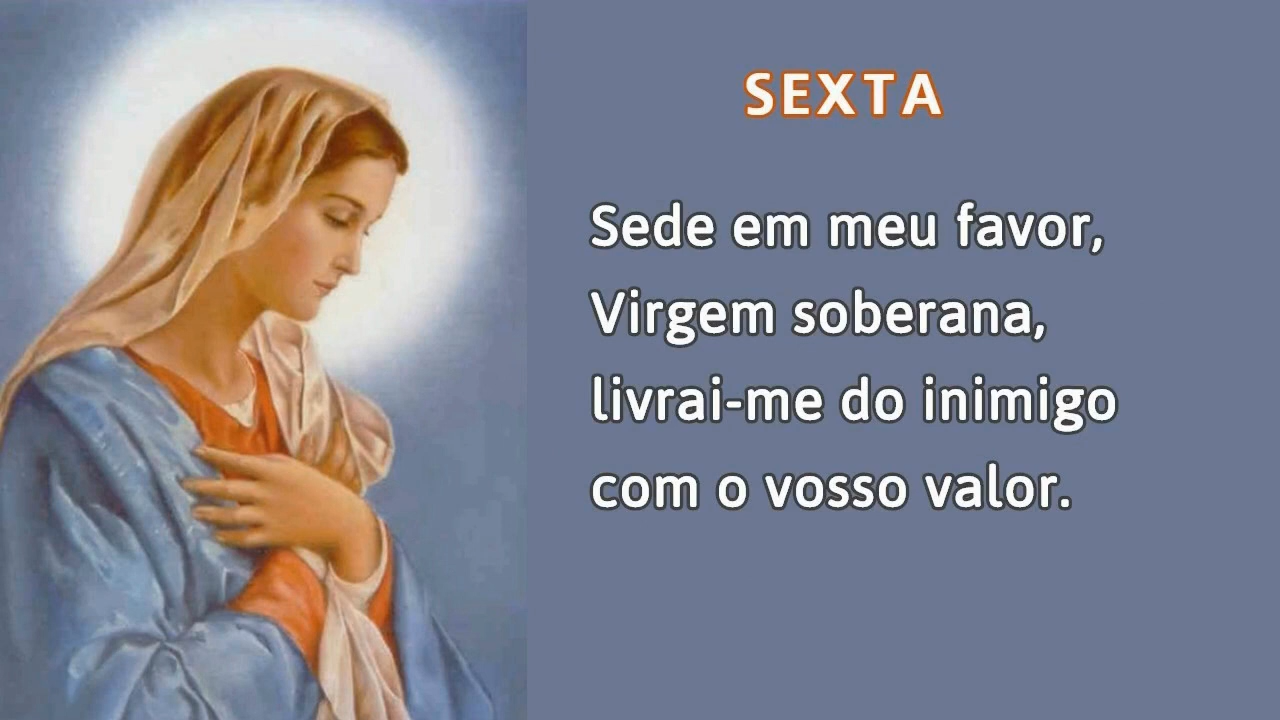 SEXTA
Sede em meu favor,
Virgem soberana,
livrai-me do inimigo
com o vosso valor.